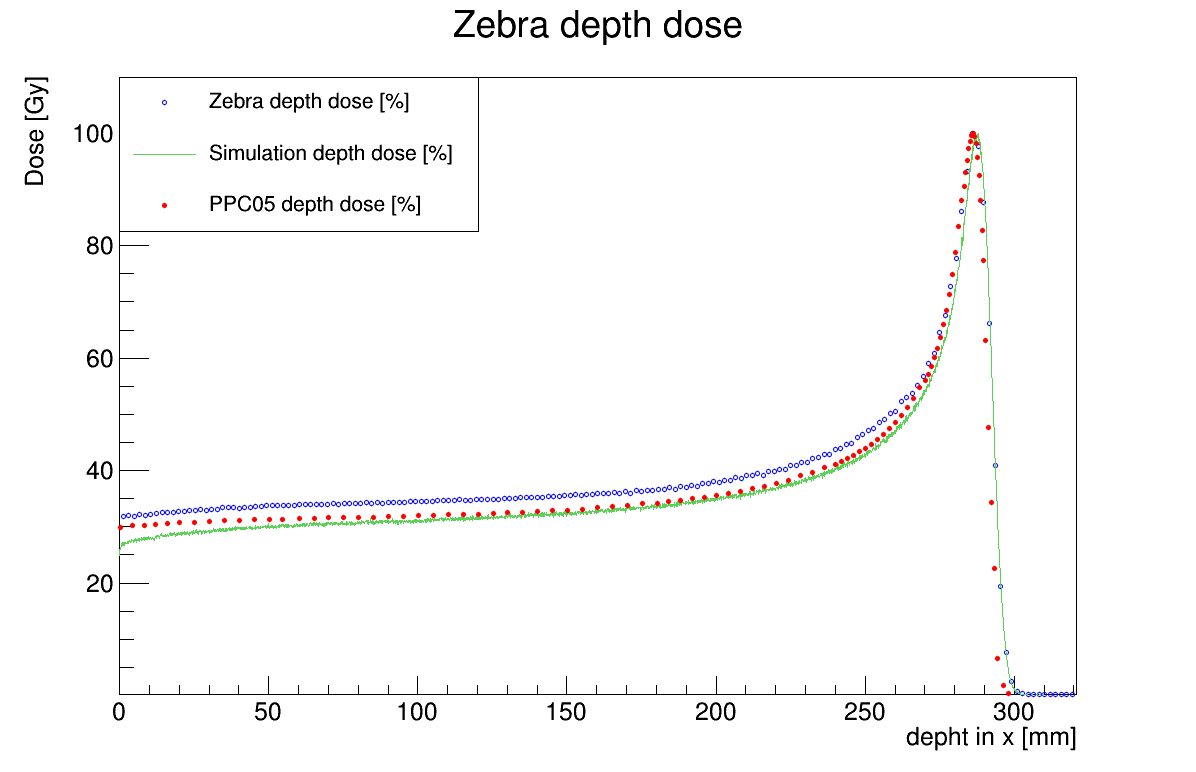 Zebra depth dose
Dose [Gy]
Zebra depth dose [%]
Simulation depth dose [%]
PPC05 depth dose [%]
100
80
60
40
20
0 50 100 150 200 250 300
depht in x [mm]